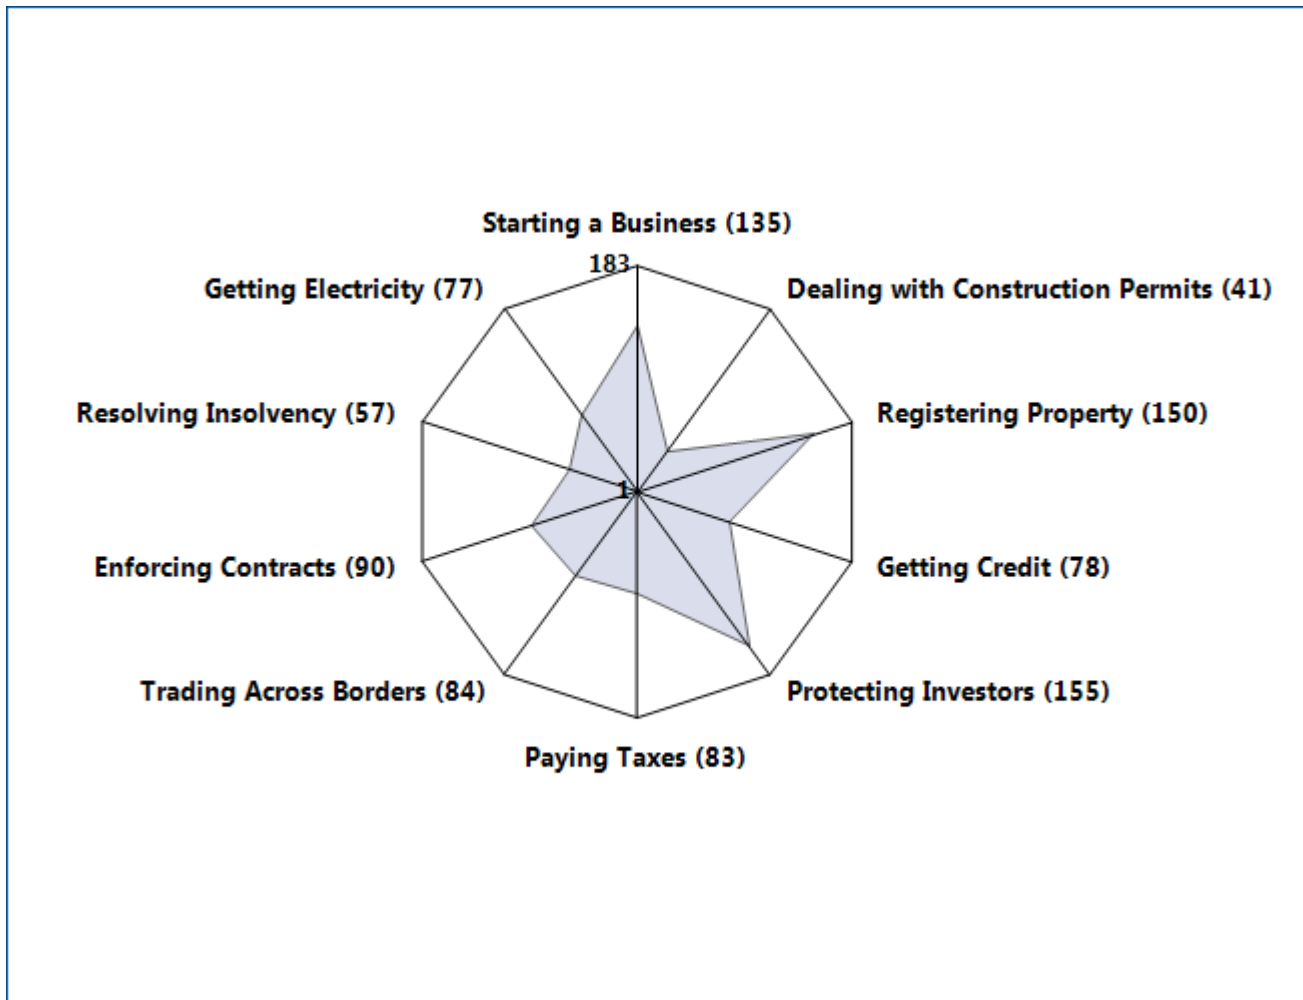 Starting a Business (135)
183
Getting Electricity (77)
Dealing with Construction Permits (41)
Resolving Insolvency (57)
Registering Property (150)
1
Enforcing Contracts (90)
Getting Credit (78)
Trading Across Borders (84)
Protecting Investors (155)
Paying Taxes (83)